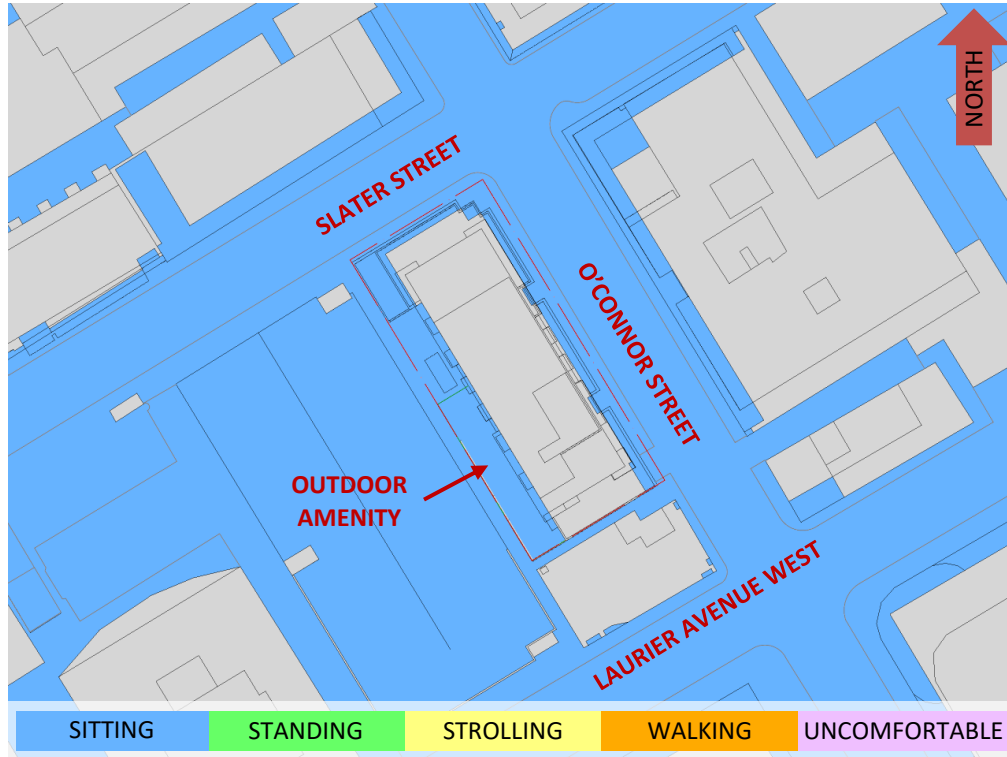 NORTH
SLATER STREET
O'CONNOR STREET
OUTDOOR
AMENITY
LAURIER AVENUE WEST
SITTING
STANDING
STROLLING
WALKING
UNCOMFORTABLE